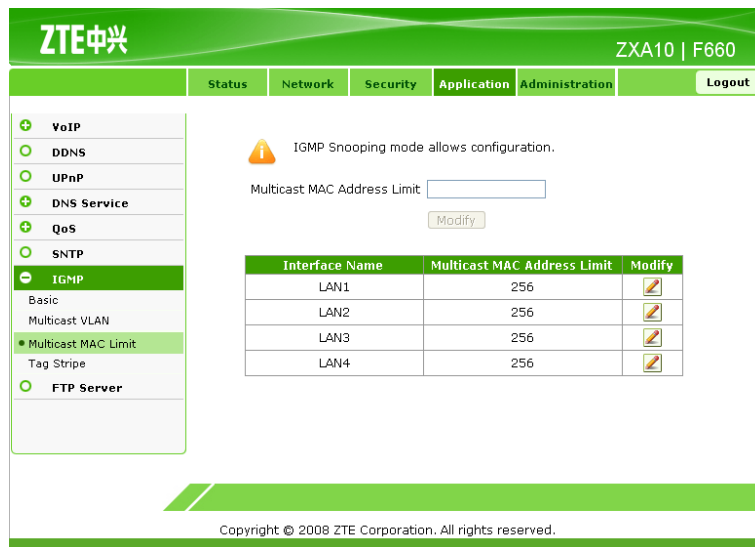 ZTE中兴
ZXA10 | F660
Status Network Security Application Administration Logout
VoIP
DDNS
UPnP
DNS Service
QoS
SNTP
IGMP
Basic
Multicast VLAN
Multicast MAC Limit
Tag Stripe
FTP Server
IGMP Snooping mode allows configuration.
Multicast MAC Address Limit
Modify
Interface Name Multicast MAC Address Limit Modify
LAN1 256
LAN2 256
LAN3 256
LAN4 256
Copyright © 2008 ZTE Corporation. All rights reserved.